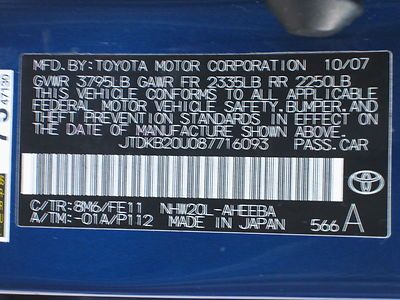 MFD.BY:TOYOTA MOTOR CORPORATION 10/07
GVWR 3795LB GAWR FR 2335LB RR 2250LB
THIS VEHICLE CONFORMS TO ALL APPLICABLE
FEDERAL MOTOR VEHICLE SAFETY,BUMPER,AND
THEFT PREVENTION STANDARDS IN EFFECT ON
THE DATE OF MANUFACTURE SHOWN ABOVE.
JTDKB20U087716093 PASS.CAR
TOYOTA
C/TR:8M6/FE11 NHW20L-AHEEBA
A/TM:-01A/P112 MADE IN JAPAN 566 A
47130